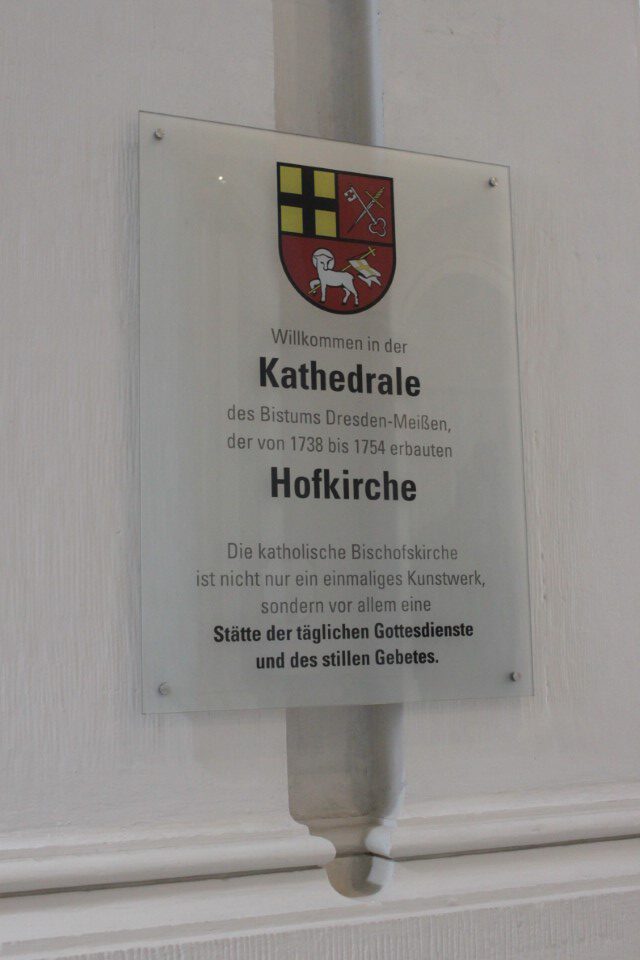 Willkommen in der
Kathedrale
des Bistums Dresden-Meißen,
der von 1738 bis 1754 erbauten
Hofkirche
Die katholische Bischofskirche
ist nicht nur ein einmaliges Kunstwerk,
sondern vor allem eine
Stätte der täglichen Gottesdienste
und des stillen Gebetes.